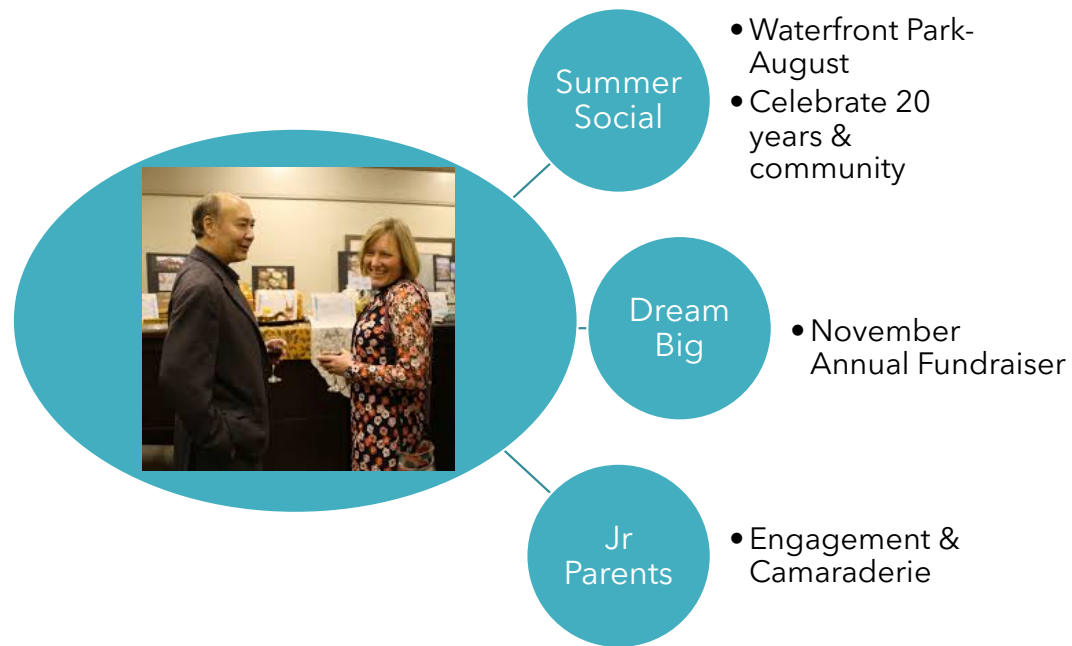 Summer
Social
• Waterfront Park-
August
• Celebrate 20
years &
community
Dream
Big
• November
Annual Fundraiser
Jr
Parents
• Engagement &
Camaraderie